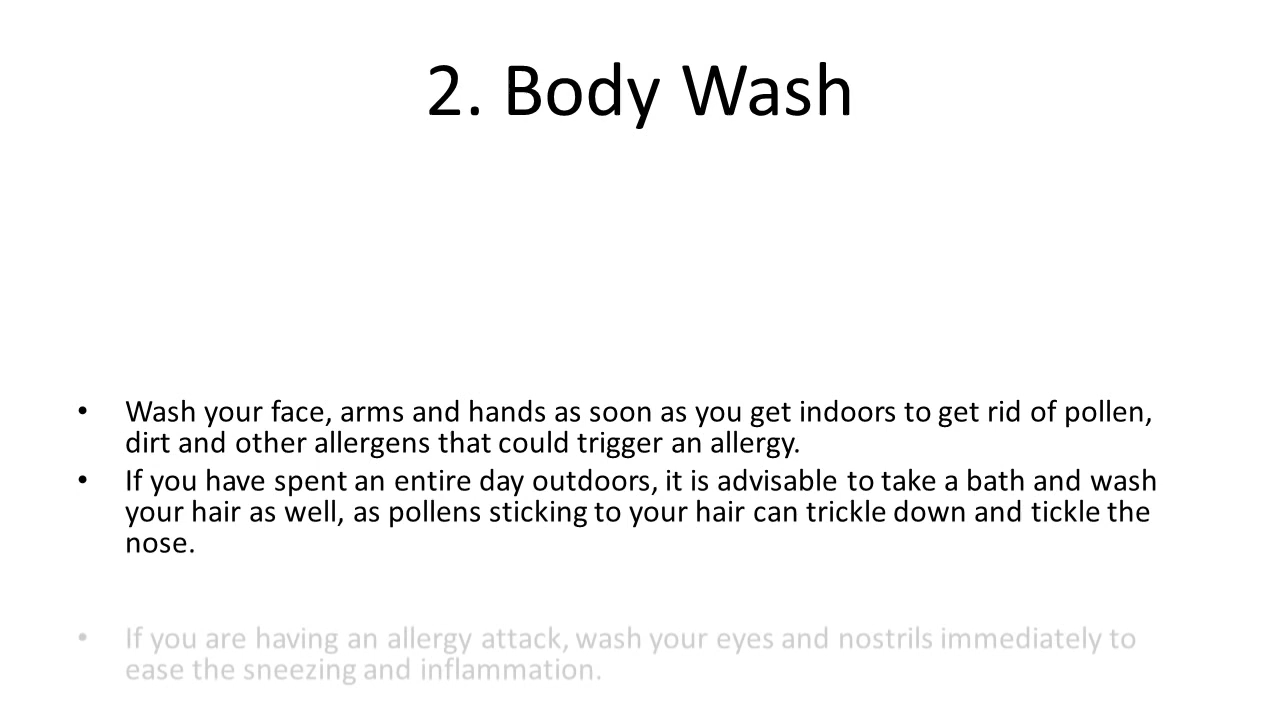 2. Body Wash
• Wash your face, arms and hands as soon as you get indoors to get rid of pollen,
dirt and other allergens that could trigger an allergy.
• If you have spent an entire day outdoors, it is advisable to take a bath and wash
your hair as well, as pollens sticking to your hair can trickle down and tickle the
nose.
• If you are having an allergy attack, wash your eyes and nostrils immediately to
ease the sneezing and inflammation.